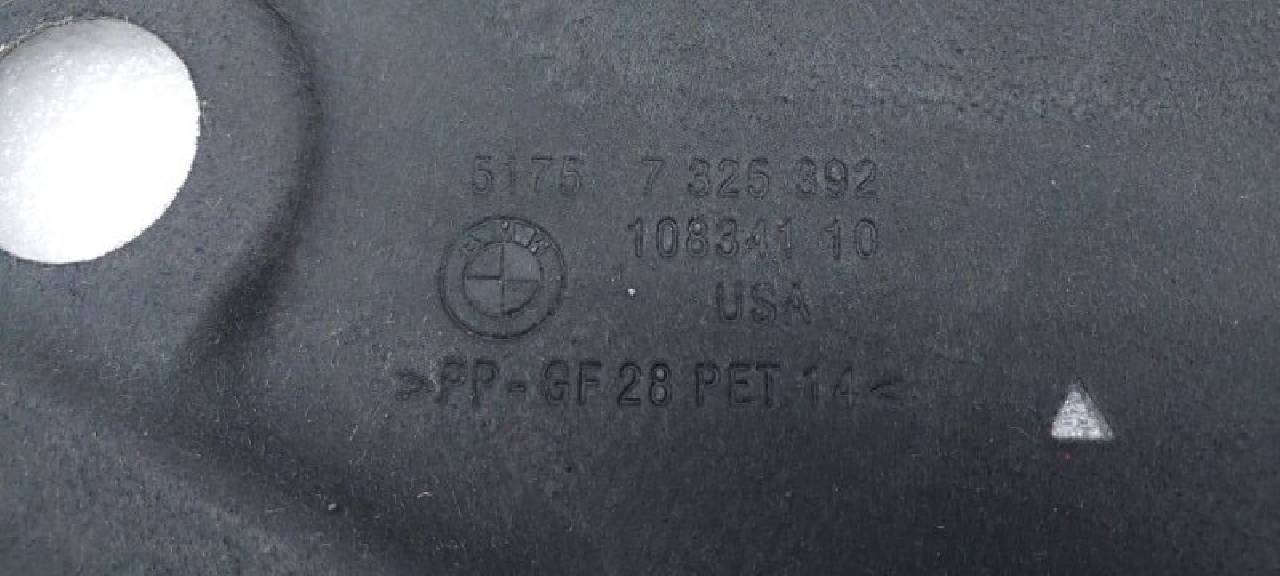 5175 7 325 392
BMW
108341 10
USA
>PP-GF 28 PET 14<